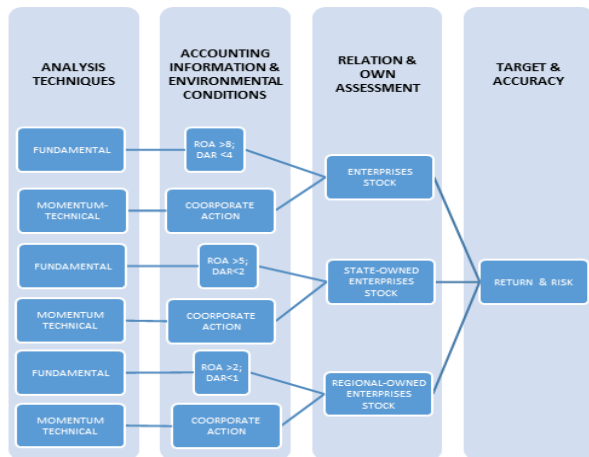 ANALYSIS
TECHNIQUES
ACCOUNTING
INFORMATION &
ENVIRONMENTAL
CONDITIONS
RELATION &
OWN
ASSESSMENT
TARGET &
ACCURACY
FUNDAMENTAL
ROA >8;
DAR <4
ENTERPRISES
STOCK
MOMENTUM-
TECHNICAL
COORPORATE
ACTION
FUNDAMENTAL
ROA >5;
DAR<2
STATE-OWNED
ENTERPRISES
STOCK
RETURN & RISK
MOMENTUM
TECHNICAL
COORPORATE
ACTION
FUNDAMENTAL
ROA >2;
DAR<1
REGIONAL-OWNED
ENTERPRISES
STOCK
MOMENTUM
TECHNICAL
COORPORATE
ACTION